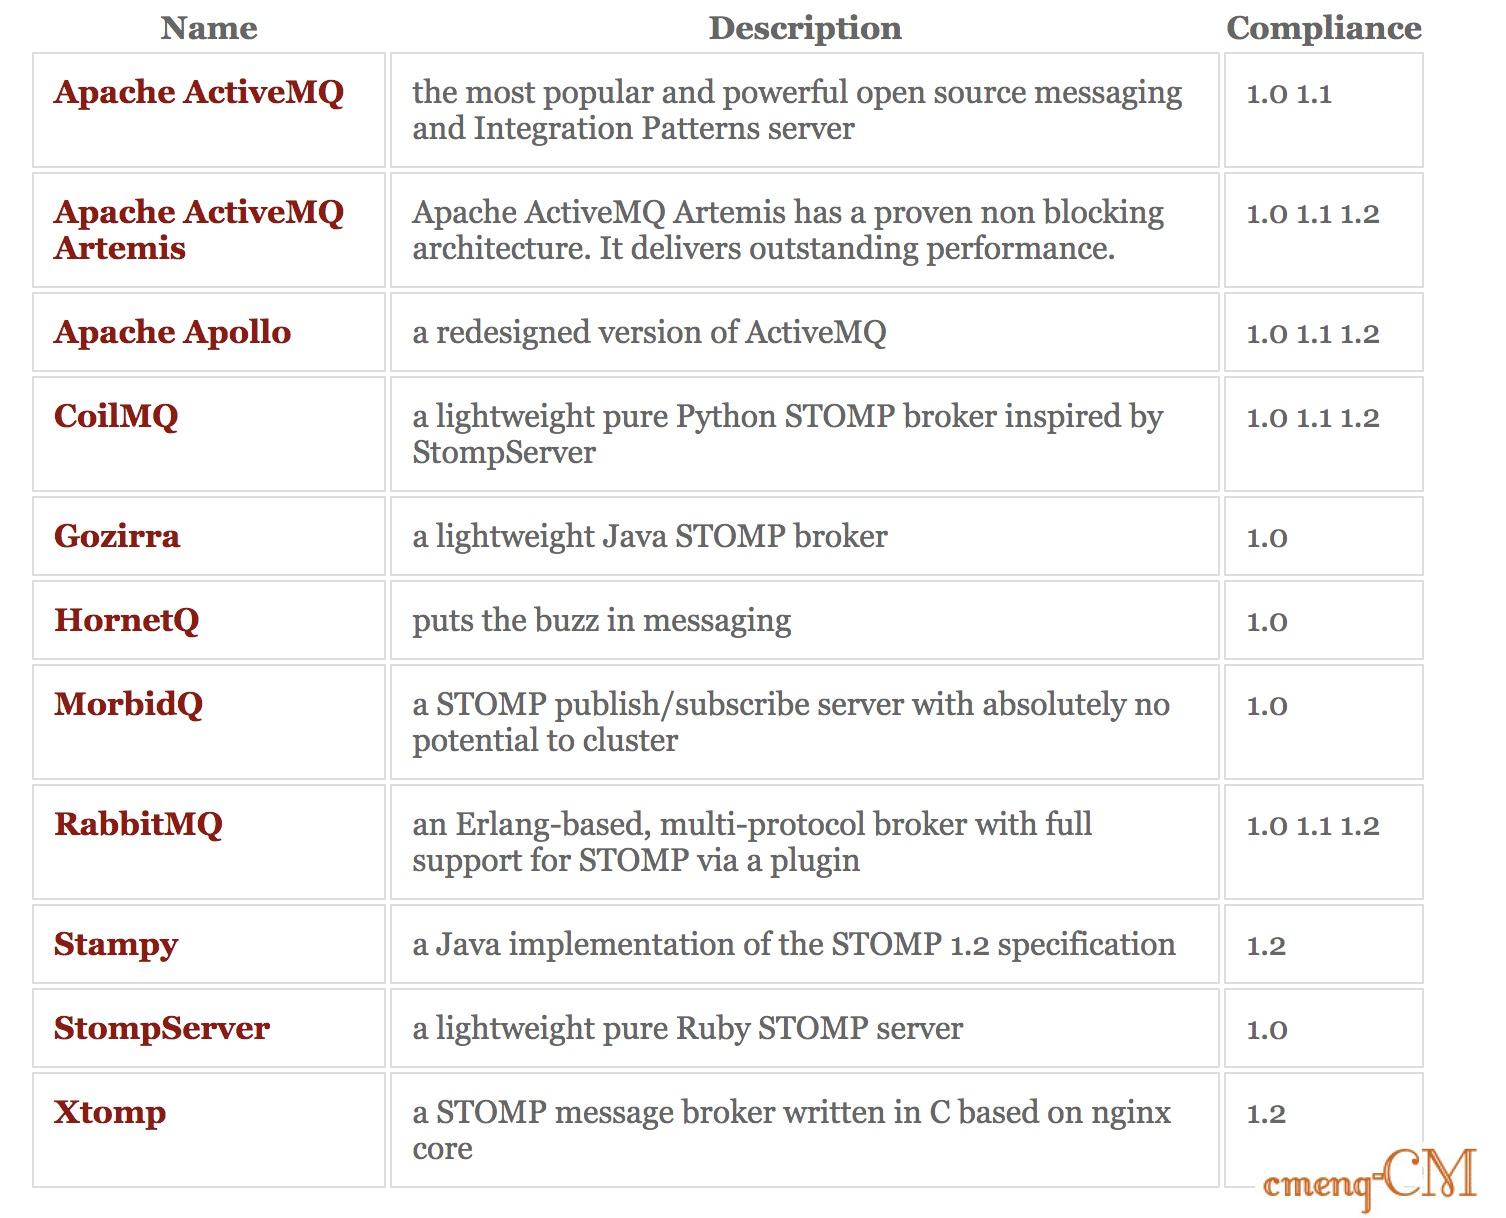 Name Description Compliance
Apache ActiveMQ the most popular and powerful open source messaging 1.0 1.1
and Integration Patterns server
Apache ActiveMQ Apache ActiveMQ Artemis has a proven non blocking 1.0 1.1 1.2
Artemis architecture. It delivers outstanding performance.
Apache Apollo a redesigned version of ActiveMQ 1.0 1.1 1.2
CoilMQ a lightweight pure Python STOMP broker inspired by 1.0 1.1 1.2
StompServer
Gozirra a lightweight Java STOMP broker 1.0
HornetQ puts the buzz in messaging 1.0
MorbidQ a STOMP publish/subscribe server with absolutely no 1.0
potential to cluster
RabbitMQ an Erlang-based, multi-protocol broker with full 1.0 1.1 1.2
support for STOMP via a plugin
Stampy a Java implementation of the STOMP 1.2 specification 1.2
StompServer a lightweight pure Ruby STOMP server 1.0
Xtomp a STOMP message broker written in C based on nginx 1.2
core
cmenq-CM